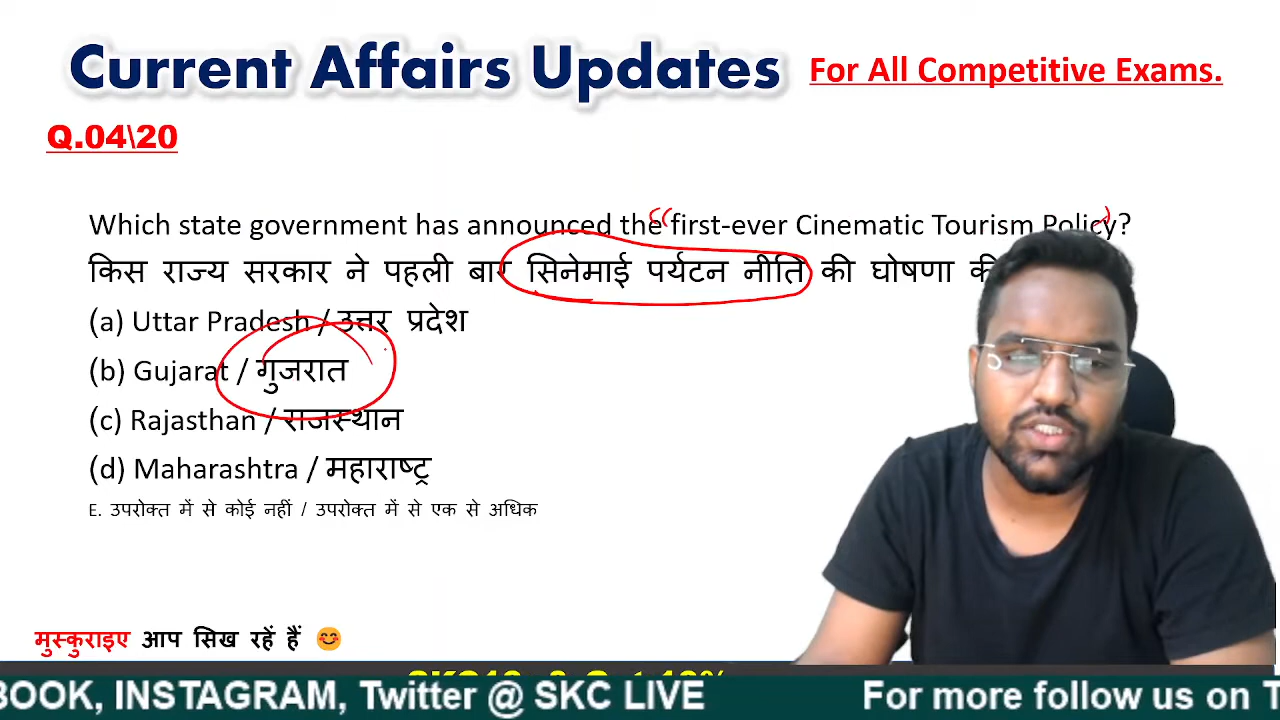 Current Affairs Updates
For All Competitive Exams.
Q.04\20
Which state government has announced the first-ever Cinematic Tourism Policy?
किस राज्य सरकार ने पहली बार सिनेमाई पर्यटन नीति की घोषणा की
(a) Uttar Pradesh / उत्तर प्रदेश
(b) Gujarat / गुजरात
(c) Rajasthan / राजस्थान
(d) Maharashtra / महाराष्ट्र
E. उपरोक्त में से कोई नहीं / उपरोक्त में से एक से अधिक
मुस्कुराइए आप सिख रहें हैं 😊
BOOK, INSTAGRAM, Twitter @ SKC LIVE For more follow us on T